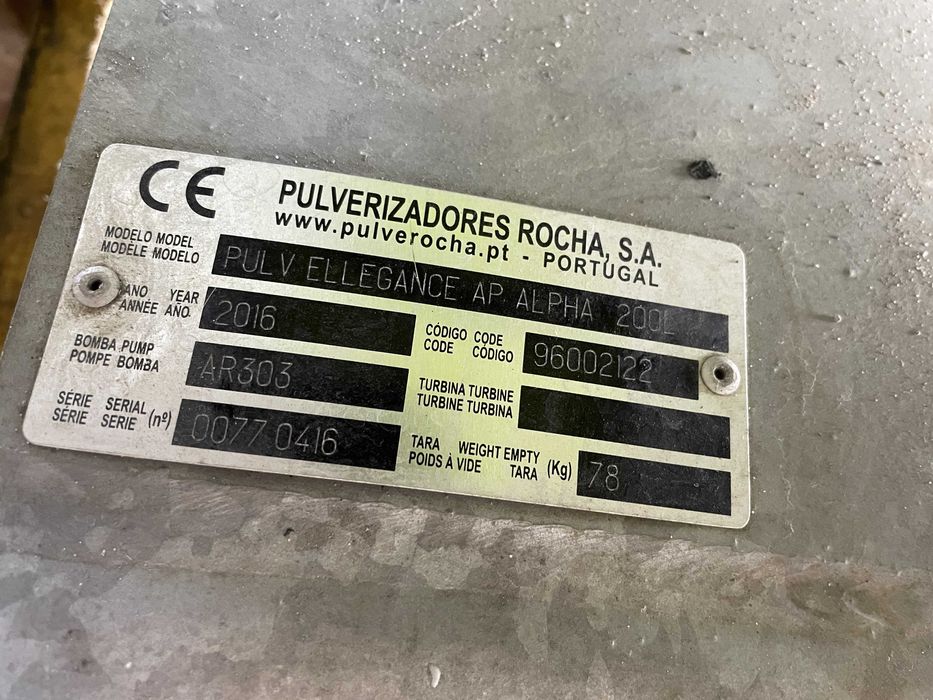 CE
PULVERIZADORES ROCHA, S.A.
www.pulverocha.pt - PORTUGAL
MODELO MODEL
MODÈLE MODELO
PULV ELLEGANCE AP ALPHA 200L
ANO YEAR
ANNÉE AÑO
2016
CÓDIGO CODE
CODE CÓDIGO
96002122
BOMBA PUMP
POMPE BOMBA
AR303
TURBINA TURBINE
TURBINE TURBINA
SÉRIE SERIAL (nº)
SÉRIE SERIE
0077 0416
TARA WEIGHT EMPTY (Kg)
POIDS À VIDE TARA
78